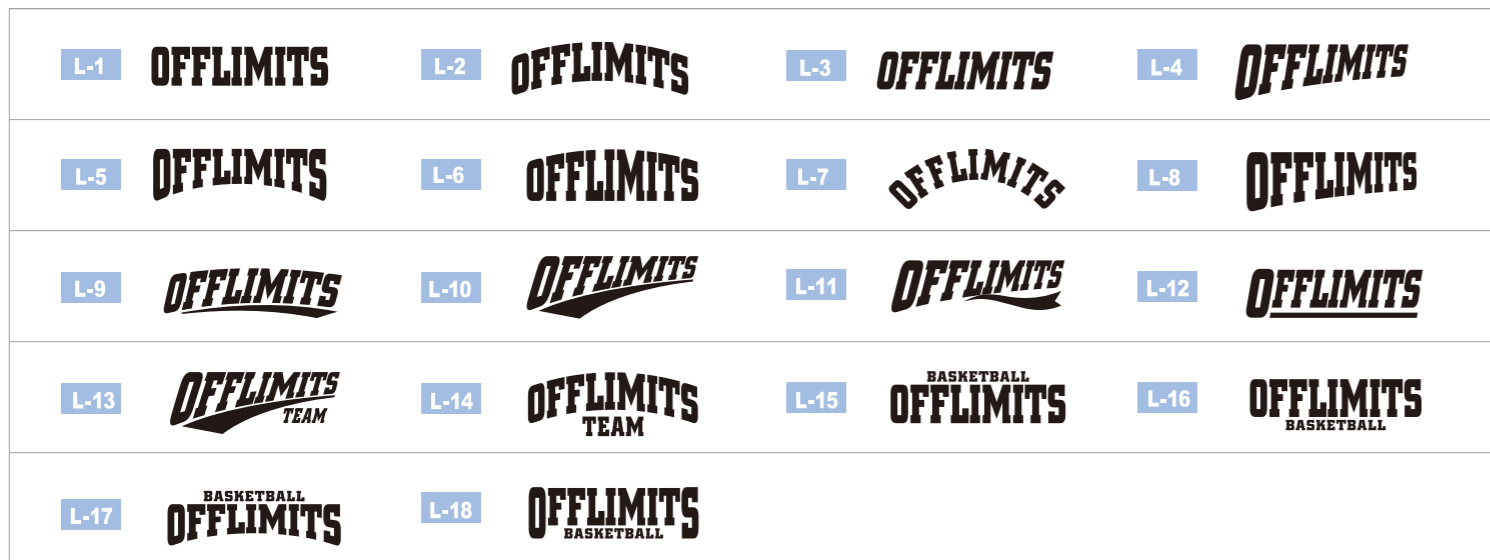 L-1 OFFLIMITS
L-2 OFFLIMITS
L-3 OFFLIMITS
L-4 OFFLIMITS
L-5 OFFLIMITS
L-6 OFFLIMITS
L-7 OFFLIMITS
L-8 OFFLIMITS
L-9 OFFLIMITS
L-10 OFFLIMITS
L-11 OFFLIMITS
L-12 OFFLIMITS
L-13 OFFLIMITS
TEAM
L-14 OFFLIMITS
TEAM
L-15 BASKETBALL
OFFLIMITS
L-16 OFFLIMITS
BASKETBALL
L-17 BASKETBALL
OFFLIMITS
L-18 OFFLIMITS
BASKETBALL